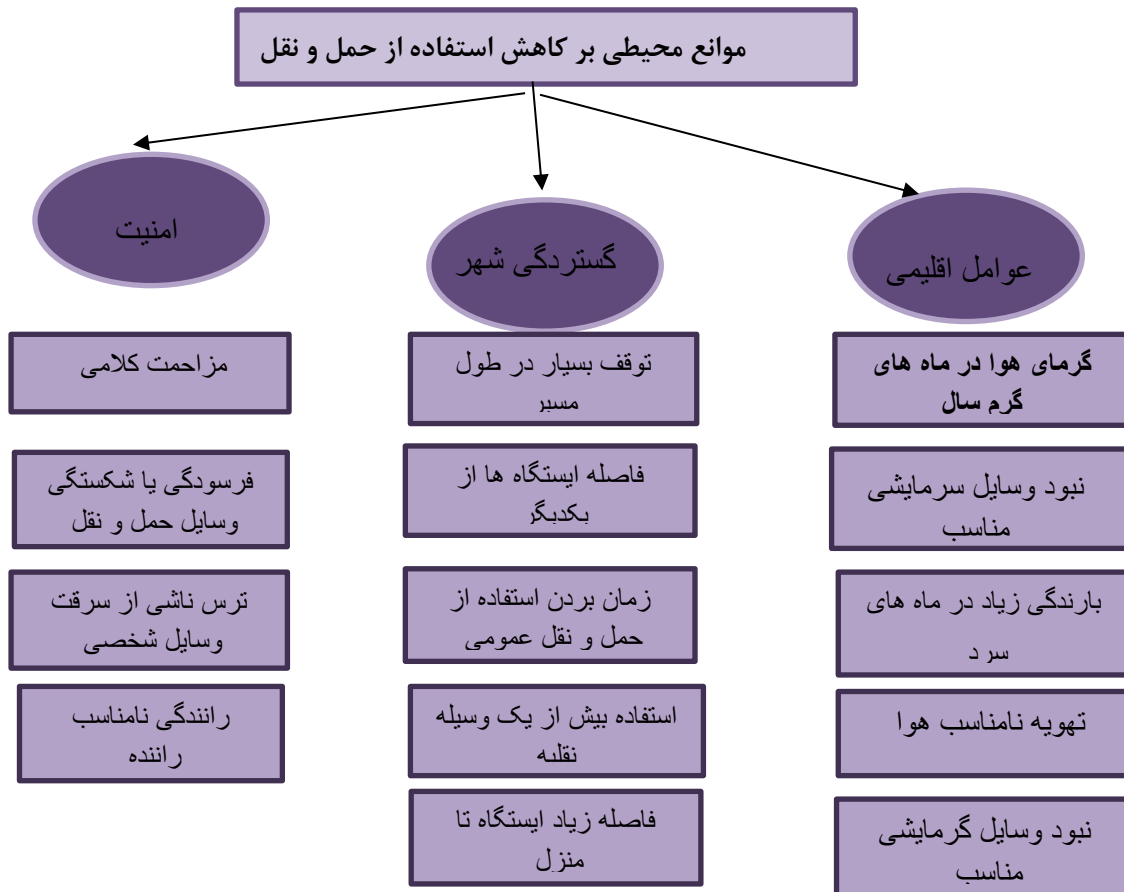 موانع محیطی بر کاهش استفاده از حمل و نقل
عوامل اقلیمی
گرمای هوا در ماه های
گرم سال
نبود وسایل سرمایشی
مناسب
بارندگی زیاد در ماه های
سرد
تهویه نامناسب هوا
نبود وسایل گرمایشی
مناسب
گستردگی شهر
توقف بسیار در طول
مسیر
فاصله ایستگاه ها از
یکدیگر
زمان بردن استفاده از
حمل و نقل عمومی
استفاده بیش از یک وسیله
نقلیه
فاصله زیاد ایستگاه تا
منزل
امنیت
مزاحمت کلامی
فرسودگی یا شکستگی
وسایل حمل و نقل
ترس ناشی از سرقت
وسایل شخصی
رانندگی نامناسب
راننده